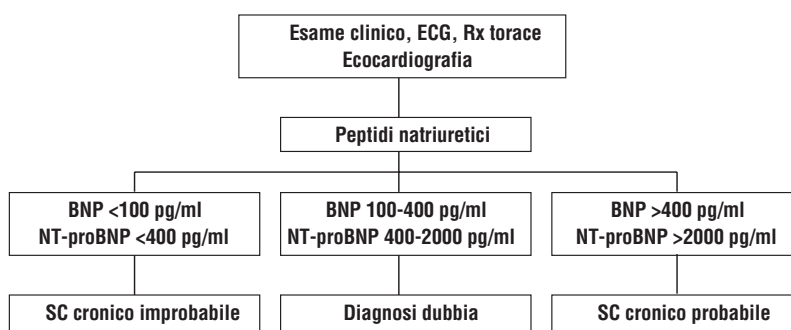 Esame clinico, ECG, Rx torace
Ecocardiografia
Peptidi natriuretici
BNP <100 pg/ml
NT-proBNP <400 pg/ml
BNP 100-400 pg/ml
NT-proBNP 400-2000 pg/ml
BNP >400 pg/ml
NT-proBNP >2000 pg/ml
SC cronico improbabile
Diagnosi dubbia
SC cronico probabile